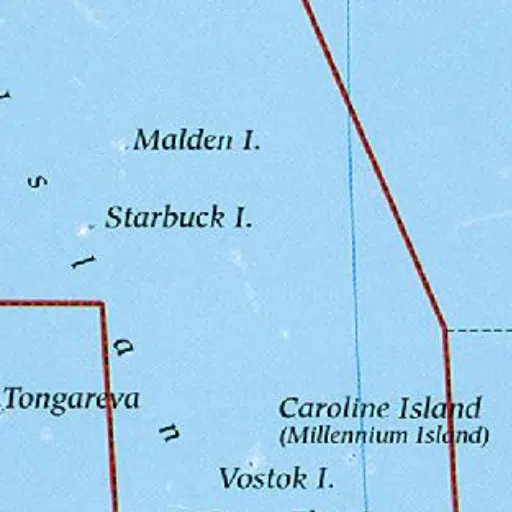 Malden I.
Starbuck I.
Tongareva
Caroline Island
(Millennium Island)
Vostok I.
s
l
a
n